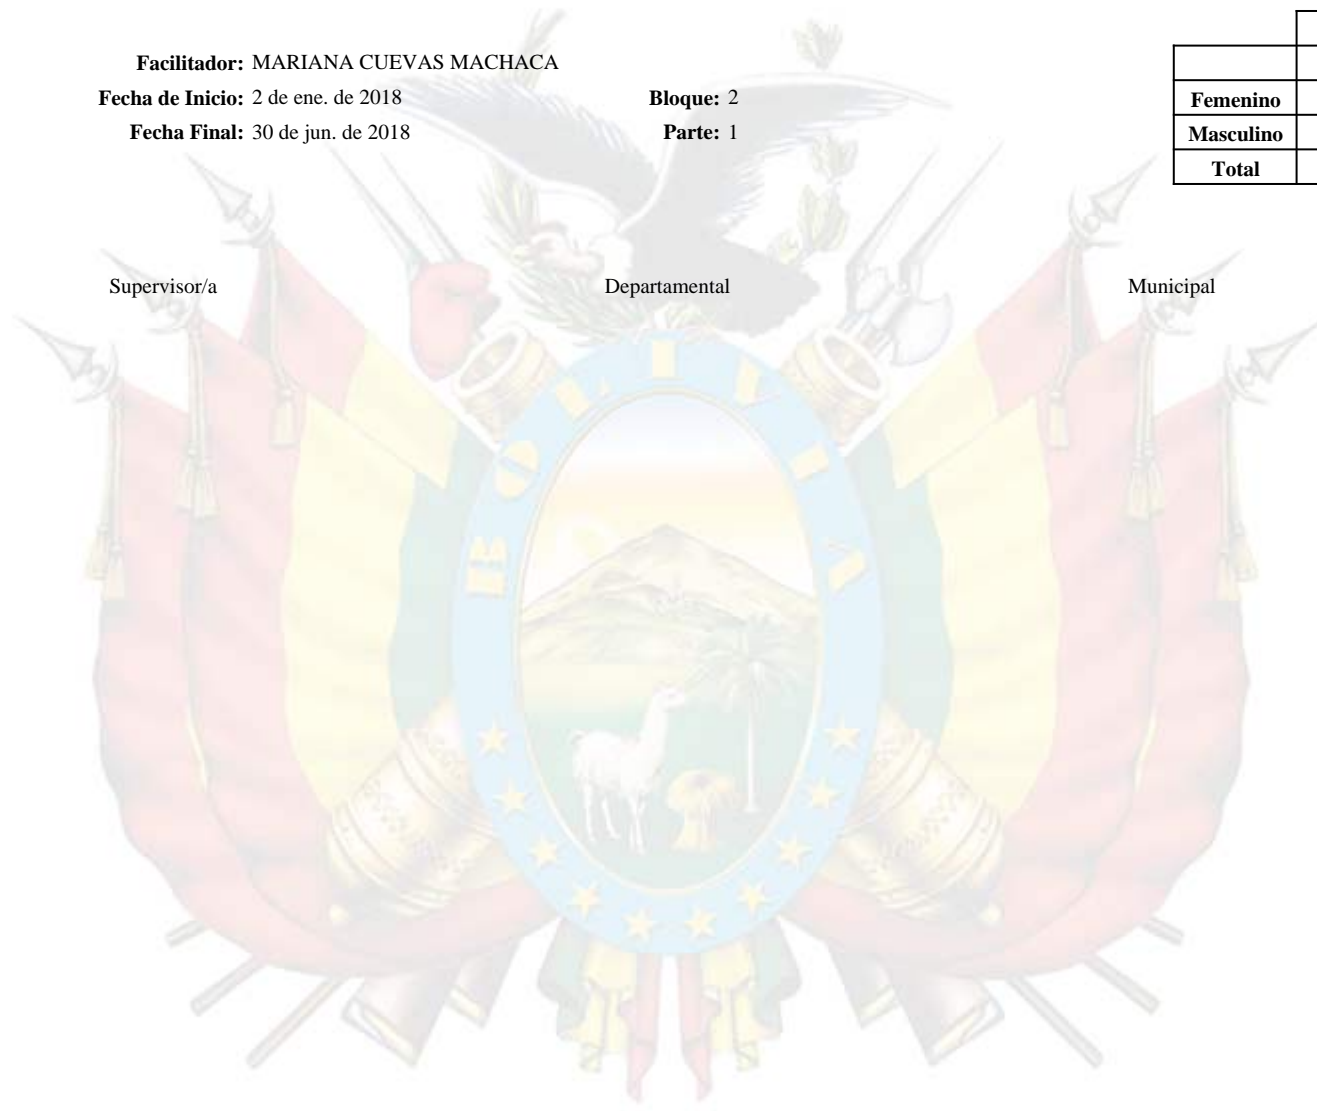 Facilitador: MARIANA CUEVAS MACHACA
Fecha de Inicio: 2 de ene. de 2018 Bloque: 2
Fecha Final: 30 de jun. de 2018 Parte: 1
Femenino
Masculino
Total
Supervisor/a Departamental Municipal
BOLIVIA